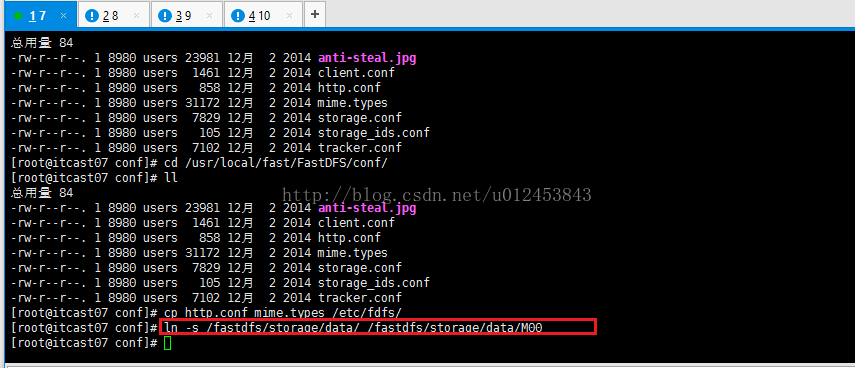 1 7 × 2 8 × 3 9 × 4 10 × +
总用量 84
-rw-r--r--. 1 8980 users 23981 12月  2 2014 anti-steal.jpg
-rw-r--r--. 1 8980 users  1461 12月  2 2014 client.conf
-rw-r--r--. 1 8980 users   858 12月  2 2014 http.conf
-rw-r--r--. 1 8980 users 31172 12月  2 2014 mime.types
-rw-r--r--. 1 8980 users  7829 12月  2 2014 storage.conf
-rw-r--r--. 1 8980 users   105 12月  2 2014 storage_ids.conf
-rw-r--r--. 1 8980 users  7102 12月  2 2014 tracker.conf
[root@itcast07 conf]# cd /usr/local/fast/FastDFS/conf/
[root@itcast07 conf]# ll
总用量 84
http://blog.csdn.net/u012453843
-rw-r--r--. 1 8980 users 23981 12月  2 2014 anti-steal.jpg
-rw-r--r--. 1 8980 users  1461 12月  2 2014 client.conf
-rw-r--r--. 1 8980 users   858 12月  2 2014 http.conf
-rw-r--r--. 1 8980 users 31172 12月  2 2014 mime.types
-rw-r--r--. 1 8980 users  7829 12月  2 2014 storage.conf
-rw-r--r--. 1 8980 users   105 12月  2 2014 storage_ids.conf
-rw-r--r--. 1 8980 users  7102 12月  2 2014 tracker.conf
[root@itcast07 conf]# cp http.conf mime.types /etc/fdfs/
[root@itcast07 conf]# ln -s /fastdfs/storage/data/ /fastdfs/storage/data/M00
[root@itcast07 conf]#